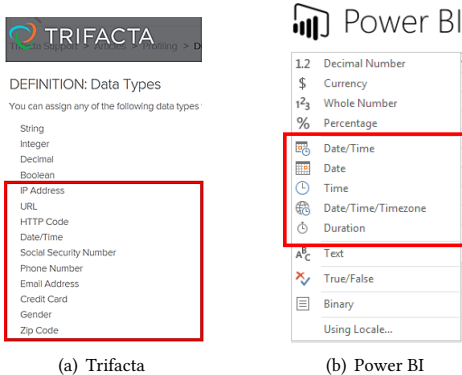 TRIFACTA
Trifacta Support > Articles > Profiling > D
DEFINITION: Data Types
You can assign any of the following data types
String
Integer
Decimal
Boolean
IP Address
URL
HTTP Code
Date/Time
Social Security Number
Phone Number
Email Address
Credit Card
Gender
Zip Code
(a) Trifacta
Power BI
1.2 Decimal Number
$ Currency
1²3 Whole Number
% Percentage
Date/Time
Date
Time
Date/Time/Timezone
Duration
ABC Text
True/False
Binary
Using Locale...
(b) Power BI